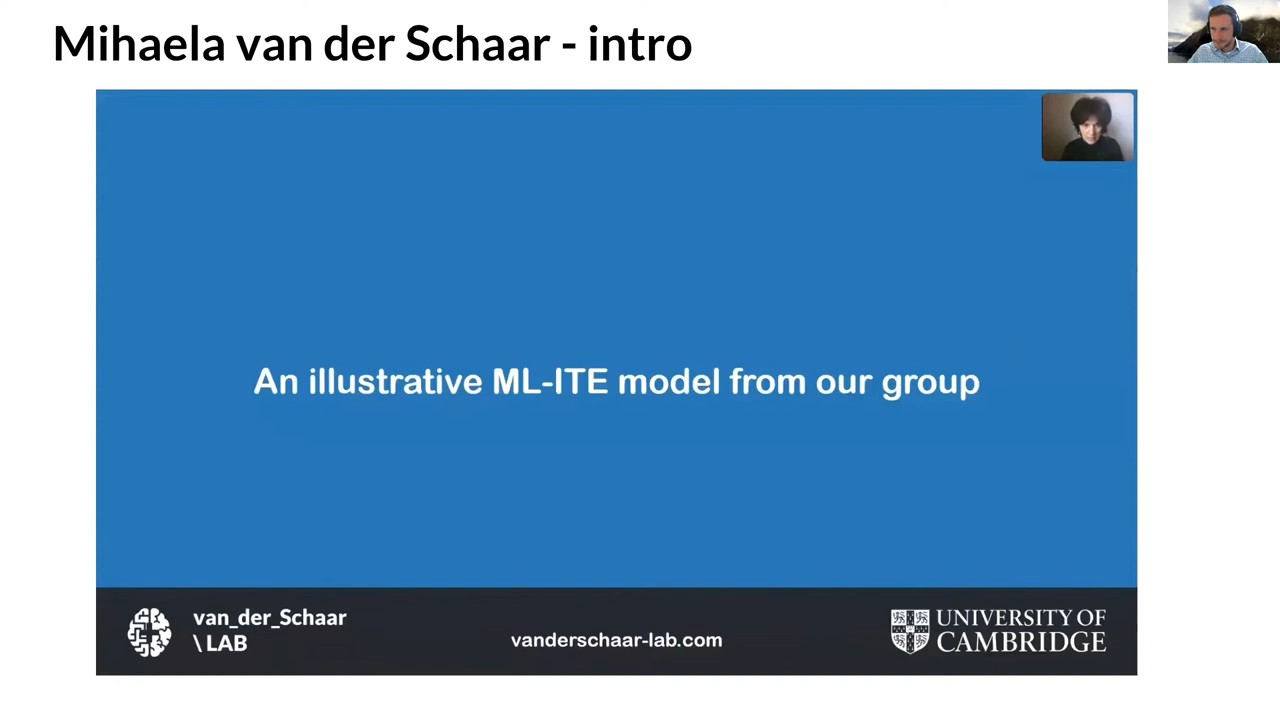 Mihaela van der Schaar - intro
An illustrative ML-ITE model from our group
van_der_Schaar
\ LAB
vanderschaar-lab.com
UNIVERSITY OF
CAMBRIDGE